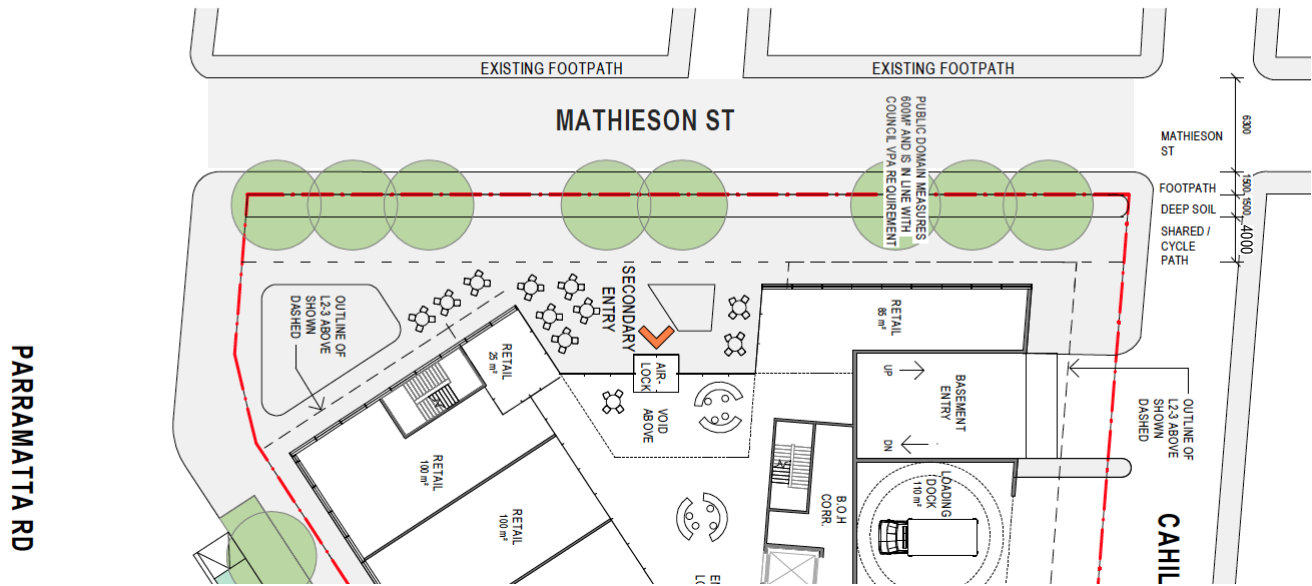 EXISTING FOOTPATH
EXISTING FOOTPATH
MATHIESON ST
PUBLIC DOMAIN MEASURES
600M² AND IS IN LINE WITH
COUNCIL VPA REQUIREMENT
6300
MATHIESON
ST
1500
FOOTPATH
1500
DEEP SOIL
4000
SHARED /
CYCLE
PATH
OUTLINE OF
L2-3 ABOVE
SHOWN
DASHED
SECONDARY
ENTRY
RETAIL
85 m²
RETAIL
25 m²
AIR-
LOCK
VOID
ABOVE
UP
BASEMENT
ENTRY
DN
OUTLINE OF
L2-3 ABOVE
SHOWN
DASHED
PARRAMATTA RD
RETAIL
100 m²
RETAIL
100 m²
B.O.H
CORR.
LOADING
DOCK
110 m²
CAHIL